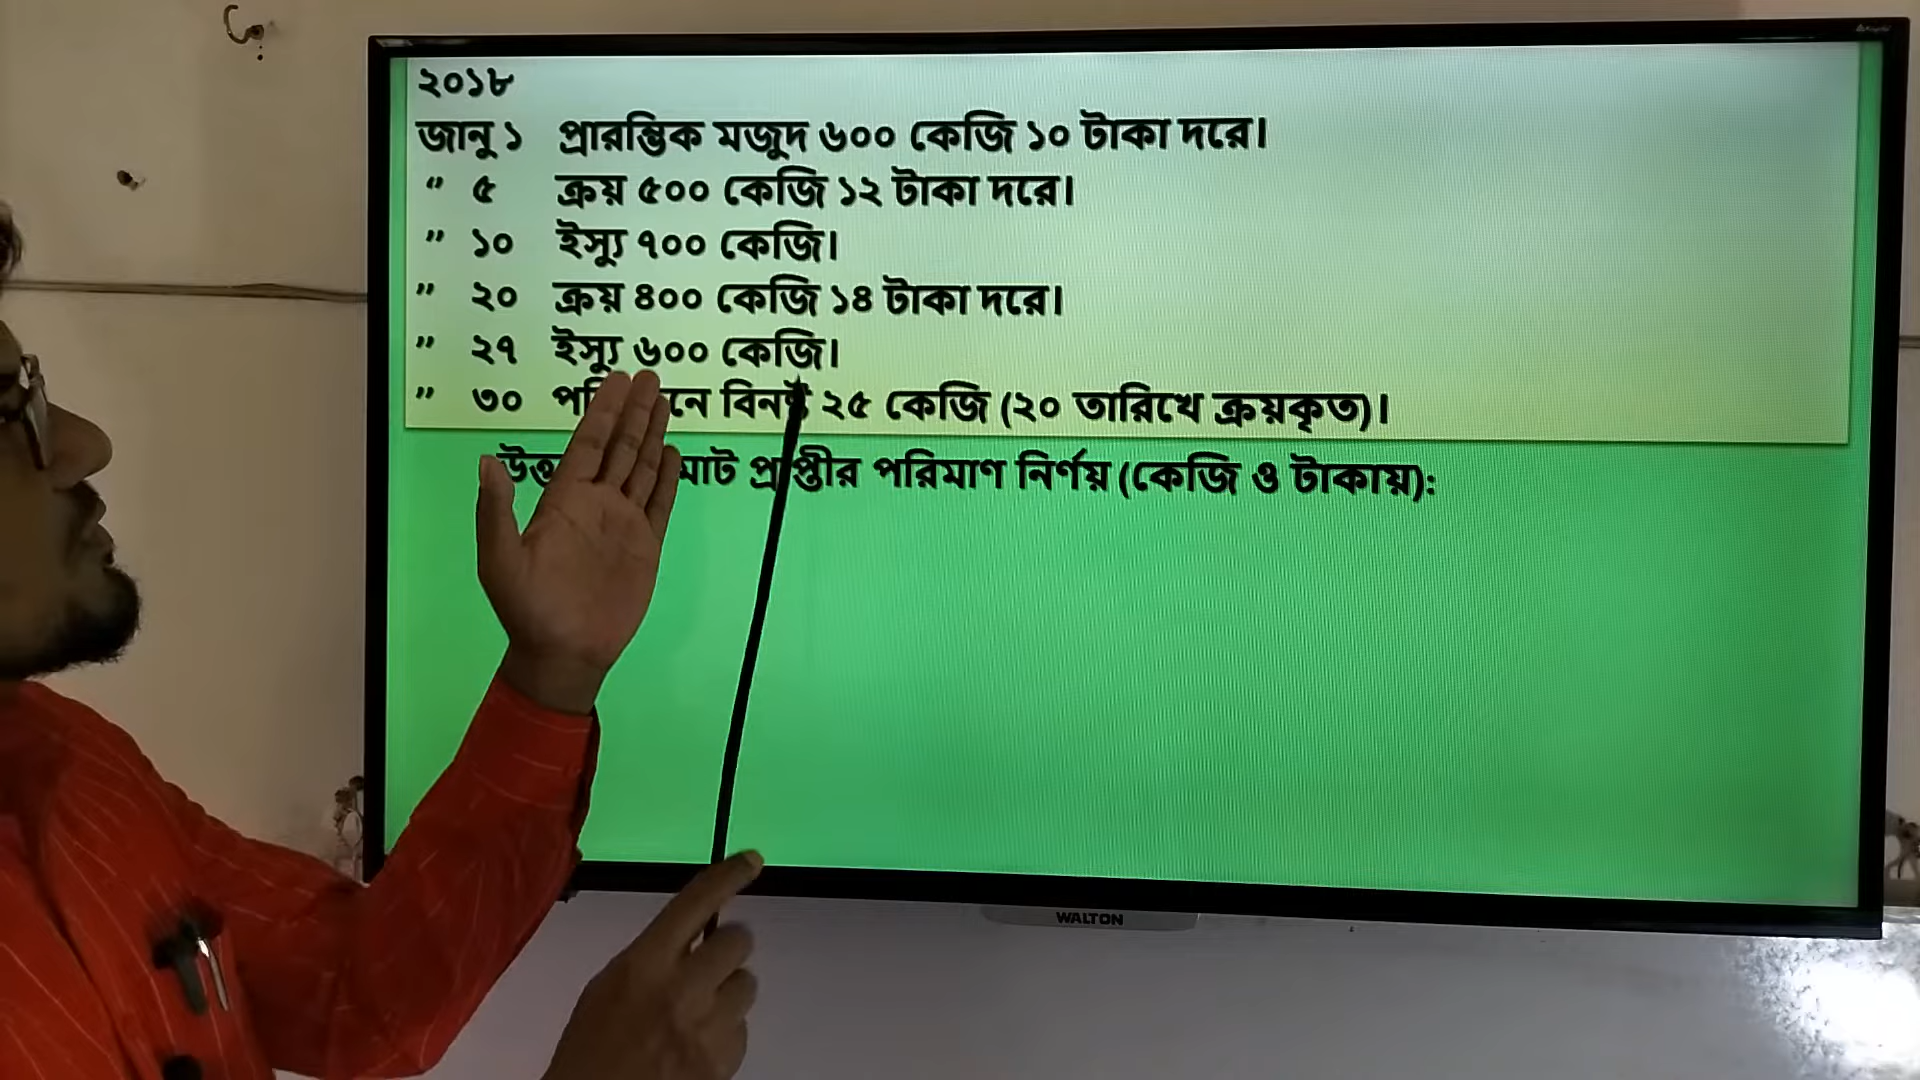 ২০১৮
জানু ১ প্রারম্ভিক মজুদ ৬০০ কেজি ১০ টাকা দরে।
“ ৫ ক্রয় ৫০০ কেজি ১২ টাকা দরে।
” ১০ ইস্যু ৭০০ কেজি।
” ২০ ক্রয় ৪০০ কেজি ১৪ টাকা দরে।
” ২৭ ইস্যু ৬০০ কেজি।
” ৩০ বিনষ্ট ২৫ কেজি (২০ তারিখে ক্রয়কৃত)।
প্রাপ্তীর পরিমাণ নির্ণয় (কেজি ও টাকায়):
WALTON